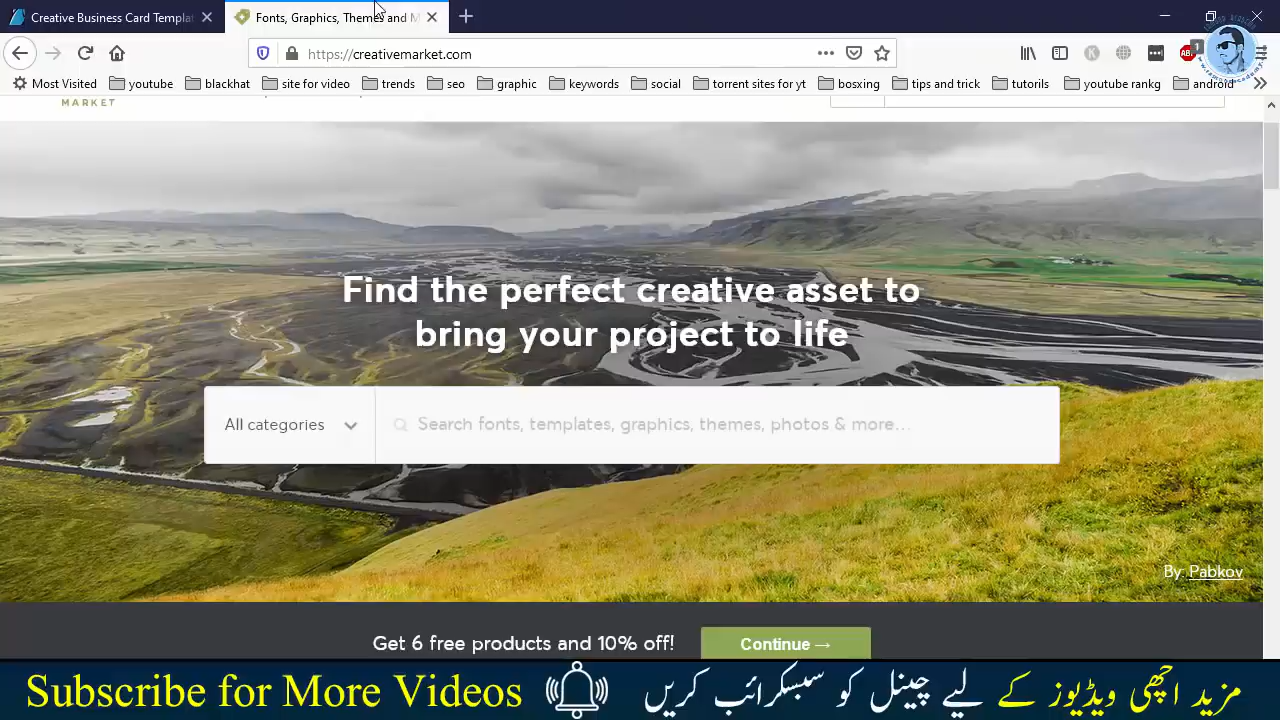 Creative Business Card Templat
Fonts, Graphics, Themes and M
https://creativemarket.com
1
ABP
Most Visited youtube blackhat site for video trends seo graphic keywords social torrent sites for yt bosxing tips and trick tutorils youtube rankg android
MARKET
Find the perfect creative asset to
bring your project to life
All categories
Search fonts, templates, graphics, themes, photos & more...
By: Pabkov
Get 6 free products and 10% off!
Continue →
Subscribe for More Videos
مزید اچھی ویڈیوز کے لیے چینل کو سبسکرائب کریں